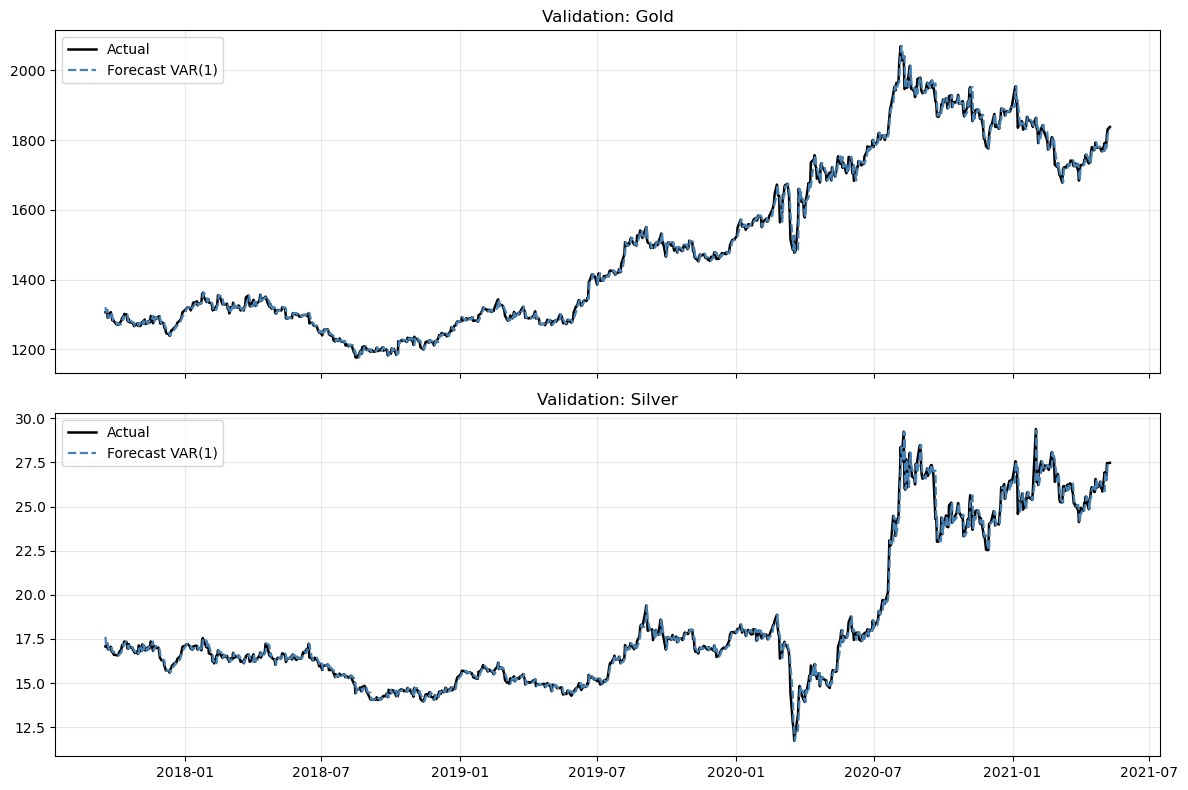 Validation: Gold
Actual
Forecast VAR(1)
2000
1800
1600
1400
1200
Validation: Silver
Actual
Forecast VAR(1)
30.0
27.5
25.0
22.5
20.0
17.5
15.0
12.5
2018-01 2018-07 2019-01 2019-07 2020-01 2020-07 2021-01 2021-07